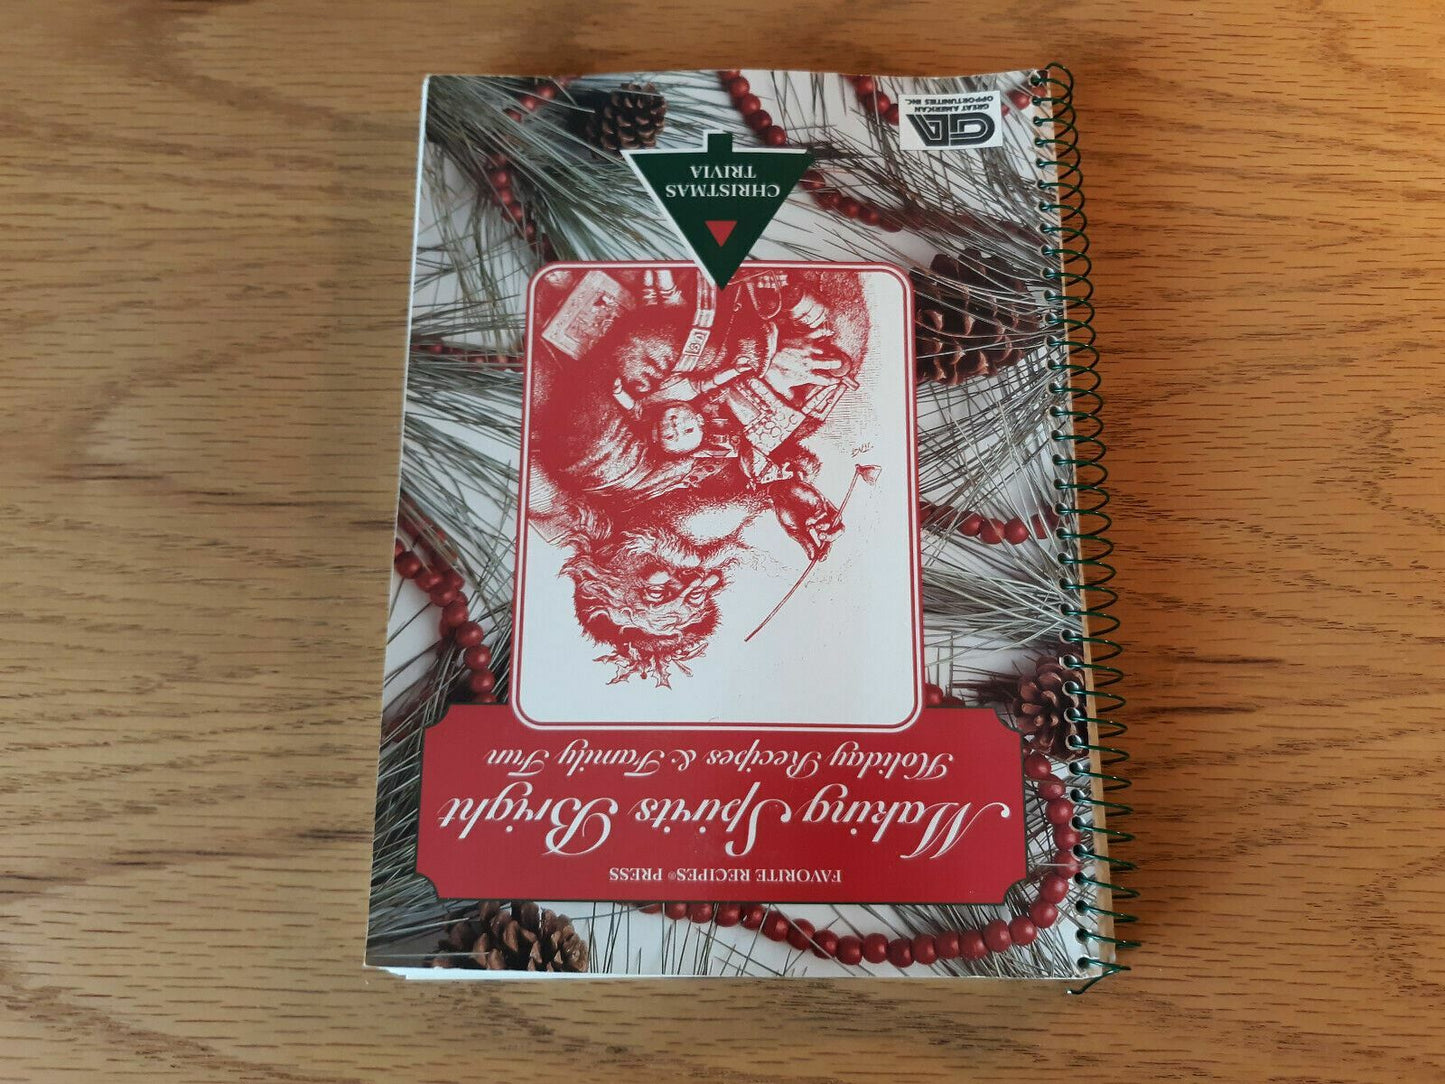 FAVORITE RECIPES® PRESS
Making Spirits Bright
Holiday Recipes & Family Fun
CHRISTMAS
TRIVIA
GA
GREAT AMERICAN
OPPORTUNITIES INC.